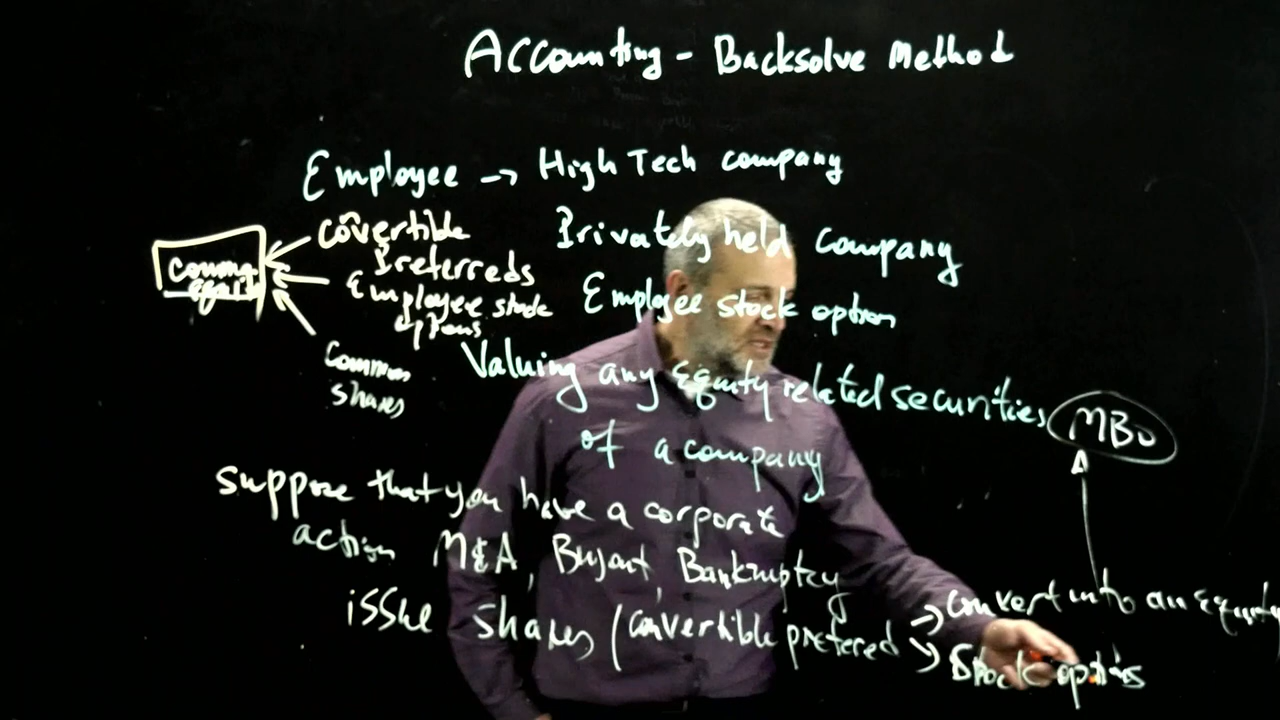 Accounting - Backsolve Method
Employee → High Tech company
Covertible
Preferreds
Privately held company
Employee stock
options
Employee stock option
common
shares
Valuing any Equity related securities
MBO
of a company
suppose that you have a corporate
action M&A, Buyout, Bankruptcy
issue shares / convertible prefered
convert into an equity
Stock options